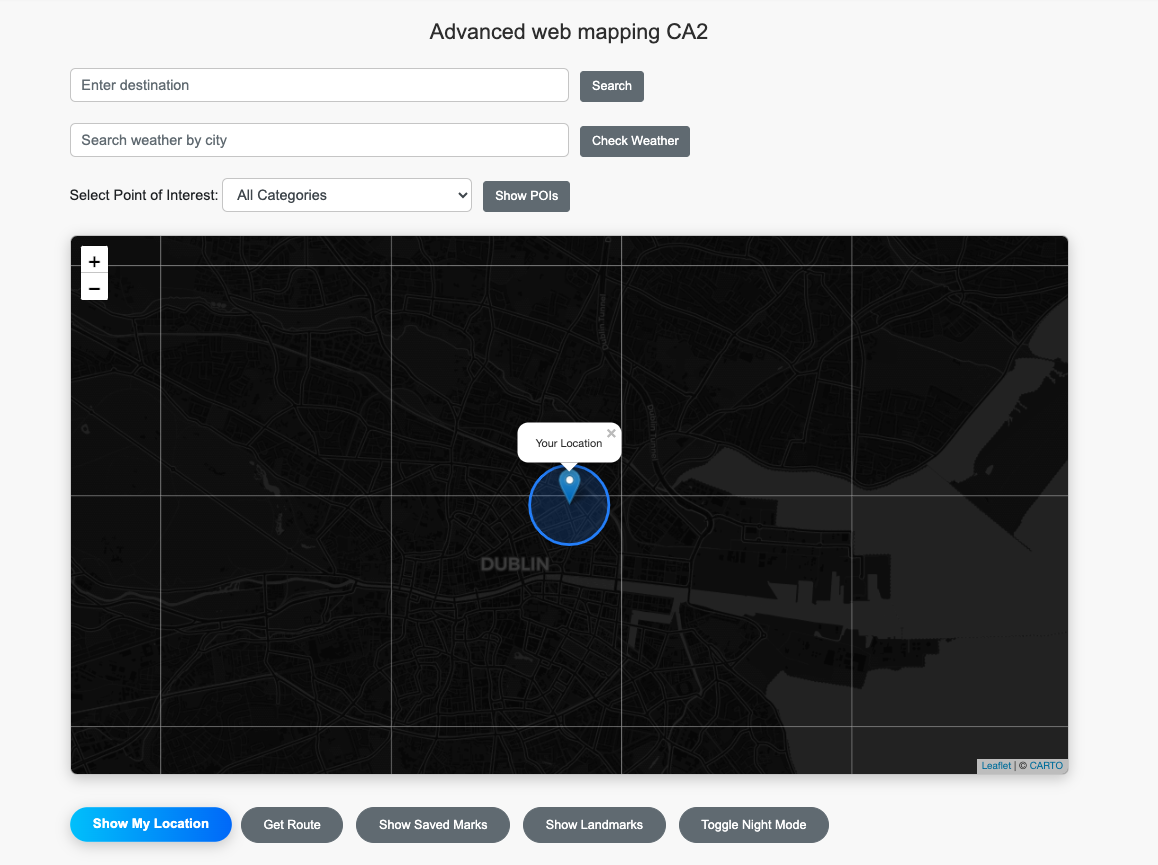 Advanced web mapping CA2
Enter destination
Search
Search weather by city
Check Weather
Select Point of Interest: All Categories
Show POIs
+
−
Your Location ×
DUBLIN
Leaflet | © CARTO
Show My Location
Get Route
Show Saved Marks
Show Landmarks
Toggle Night Mode